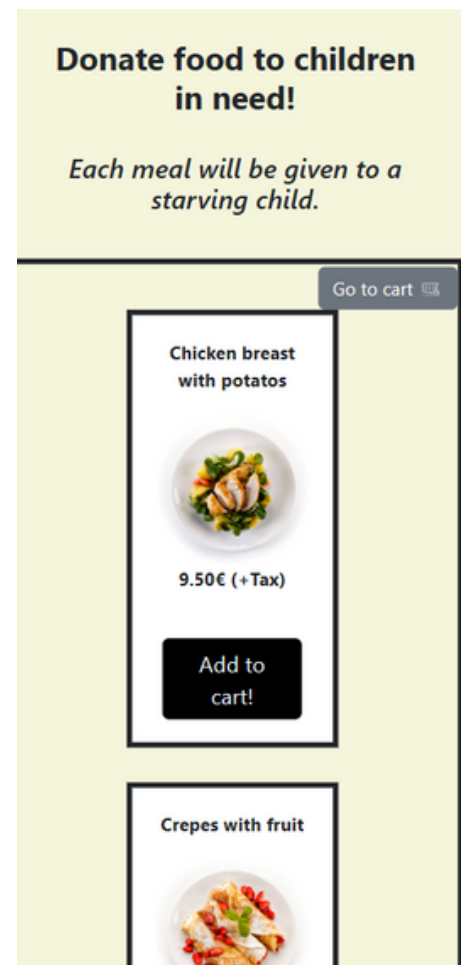 Donate food to children
in need!
Each meal will be given to a
starving child.
Go to cart
Chicken breast
with potatos
9.50€ (+Tax)
Add to
cart!
Crepes with fruit